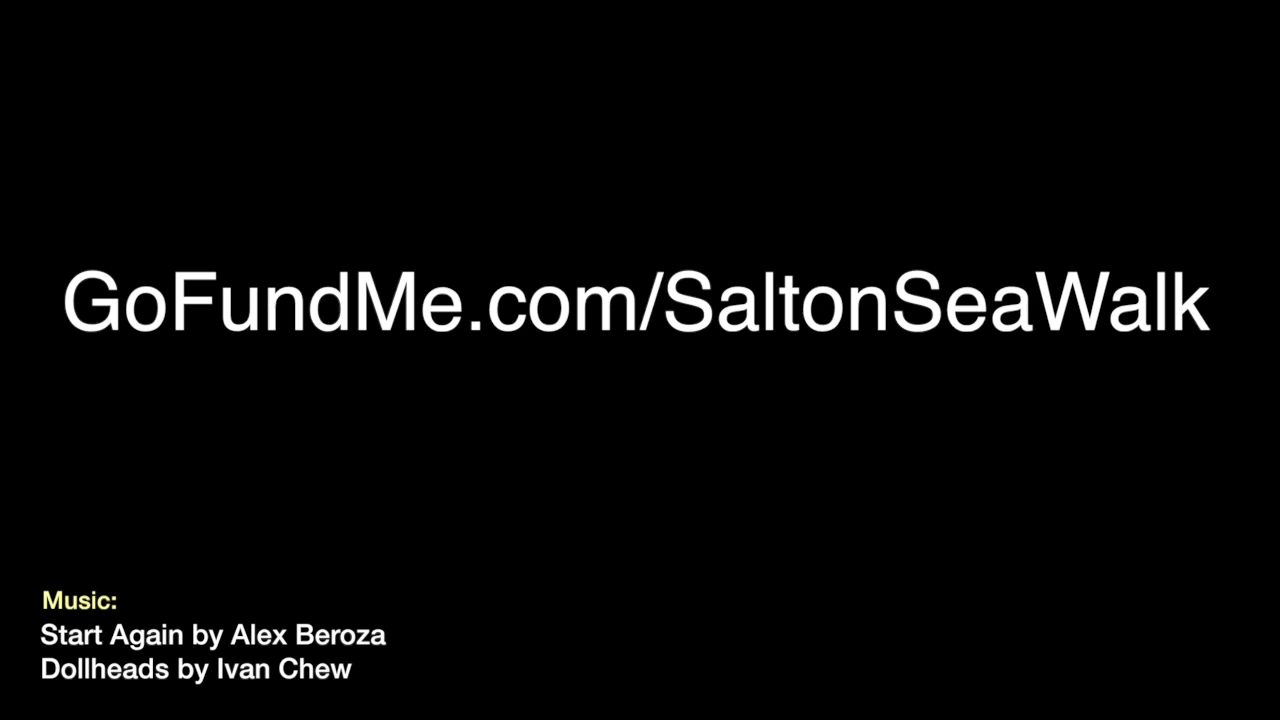 GoFundMe.com/SaltonSeaWalk
Music:
Start Again by Alex Beroza
Dollheads by Ivan Chew